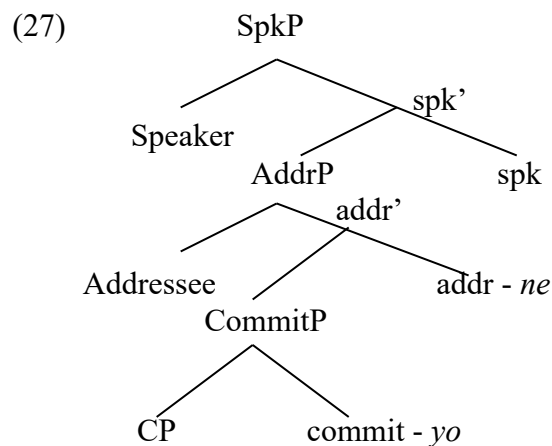 (27) SpkP
spk’
Speaker
AddrP spk
addr’
Addressee addr - ne
CommitP
CP commit - yo